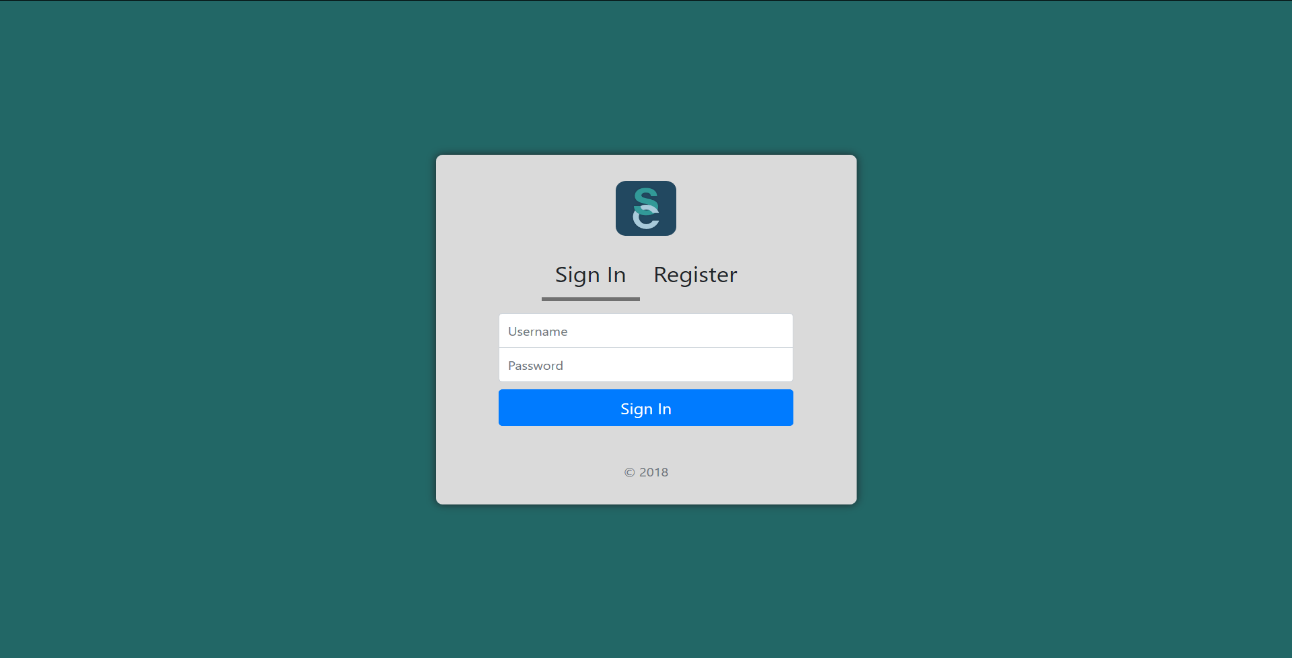 SC
Sign In Register
Username
Password
Sign In
© 2018